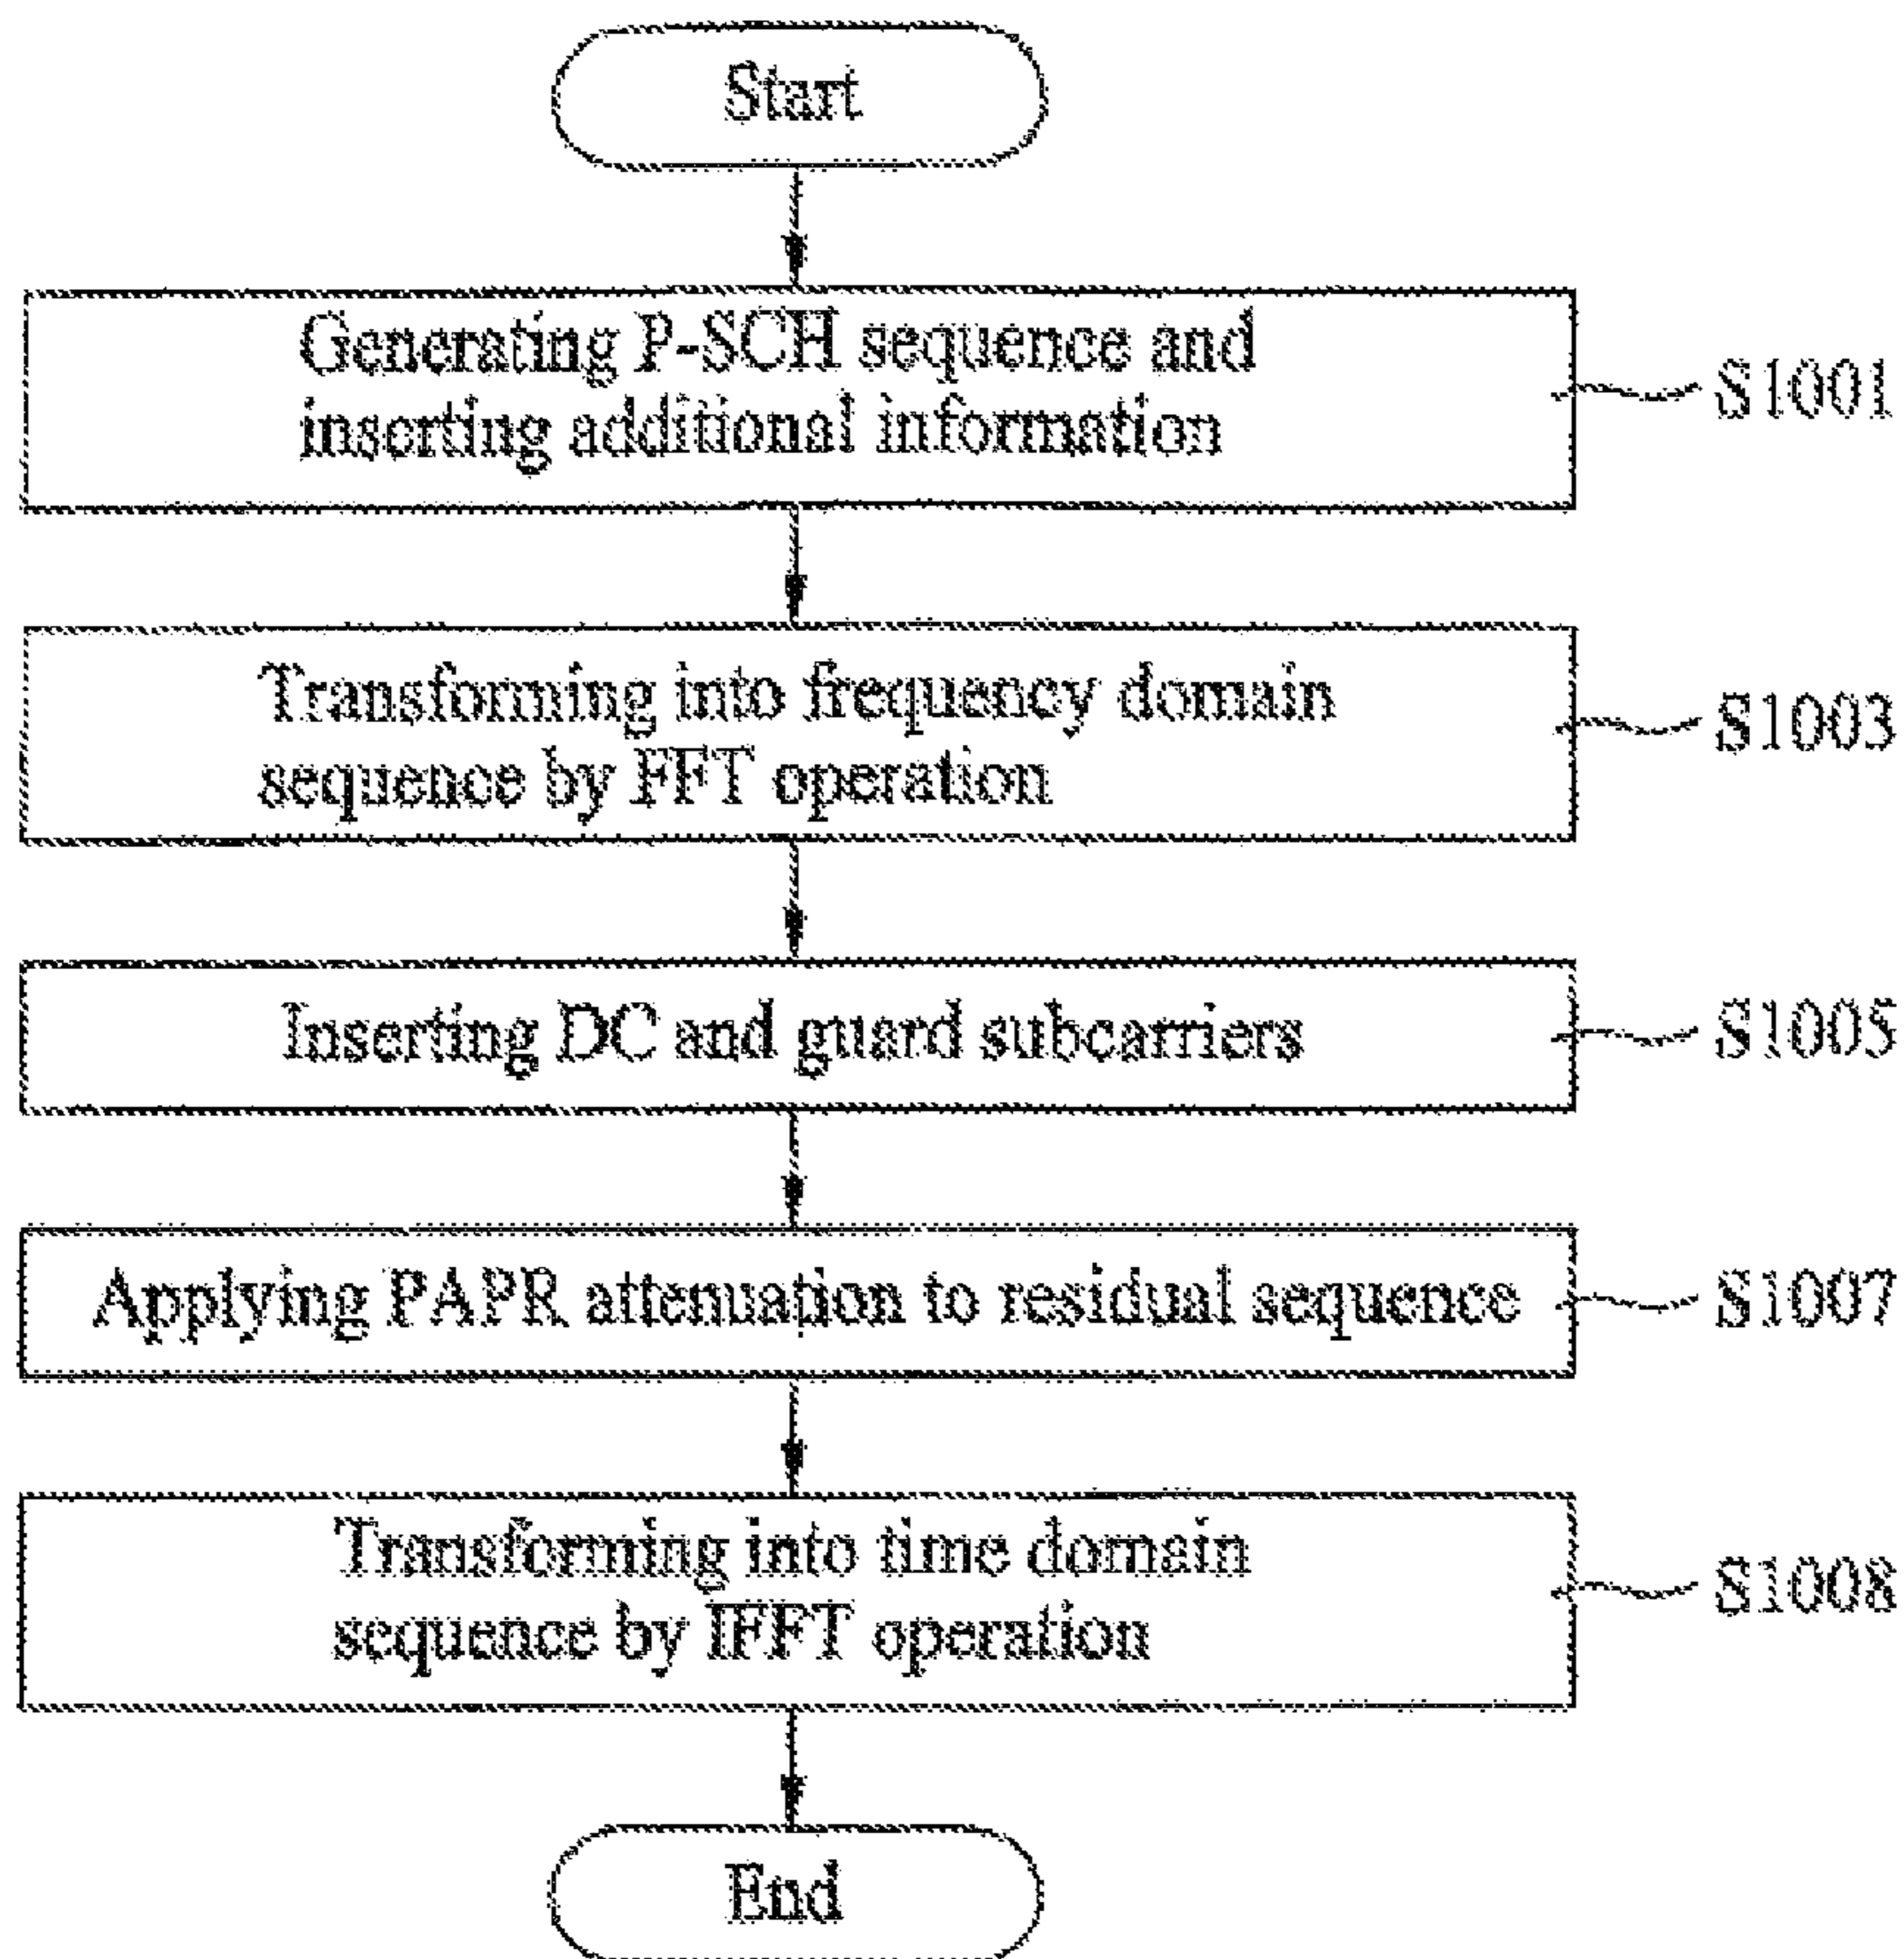 Start
Generating P-SCH sequence and
inserting additional information
S1001
Transforming into frequency domain
sequence by FFT operation
S1003
Inserting DC and guard subcarriers
S1005
Applying PAPR attenuation to residual sequence
S1007
Transforming into time domain
sequence by IFFT operation
S1008
End